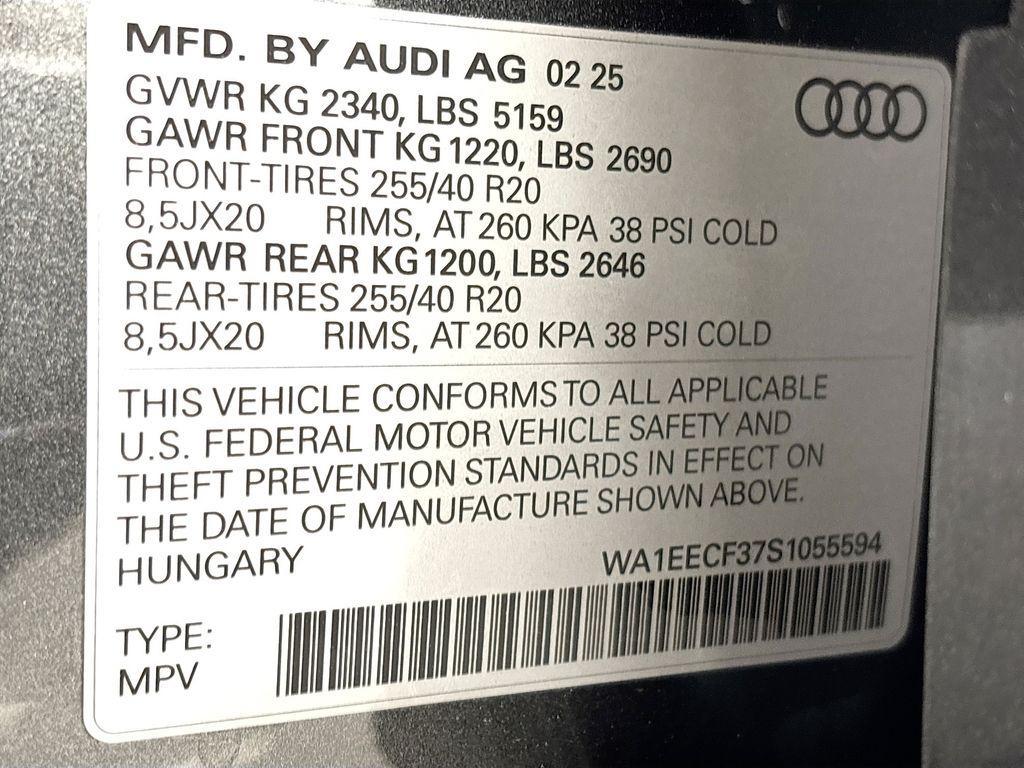 MFD. BY AUDI AG 02 25
GVWR KG 2340, LBS 5159
GAWR FRONT KG 1220, LBS 2690
FRONT-TIRES 255/40 R20
8,5JX20 RIMS, AT 260 KPA 38 PSI COLD
GAWR REAR KG 1200, LBS 2646
REAR-TIRES 255/40 R20
8,5JX20 RIMS, AT 260 KPA 38 PSI COLD
THIS VEHICLE CONFORMS TO ALL APPLICABLE
U.S. FEDERAL MOTOR VEHICLE SAFETY AND
THEFT PREVENTION STANDARDS IN EFFECT ON
THE DATE OF MANUFACTURE SHOWN ABOVE.
HUNGARY WA1EECF37S1055594
TYPE:
MPV